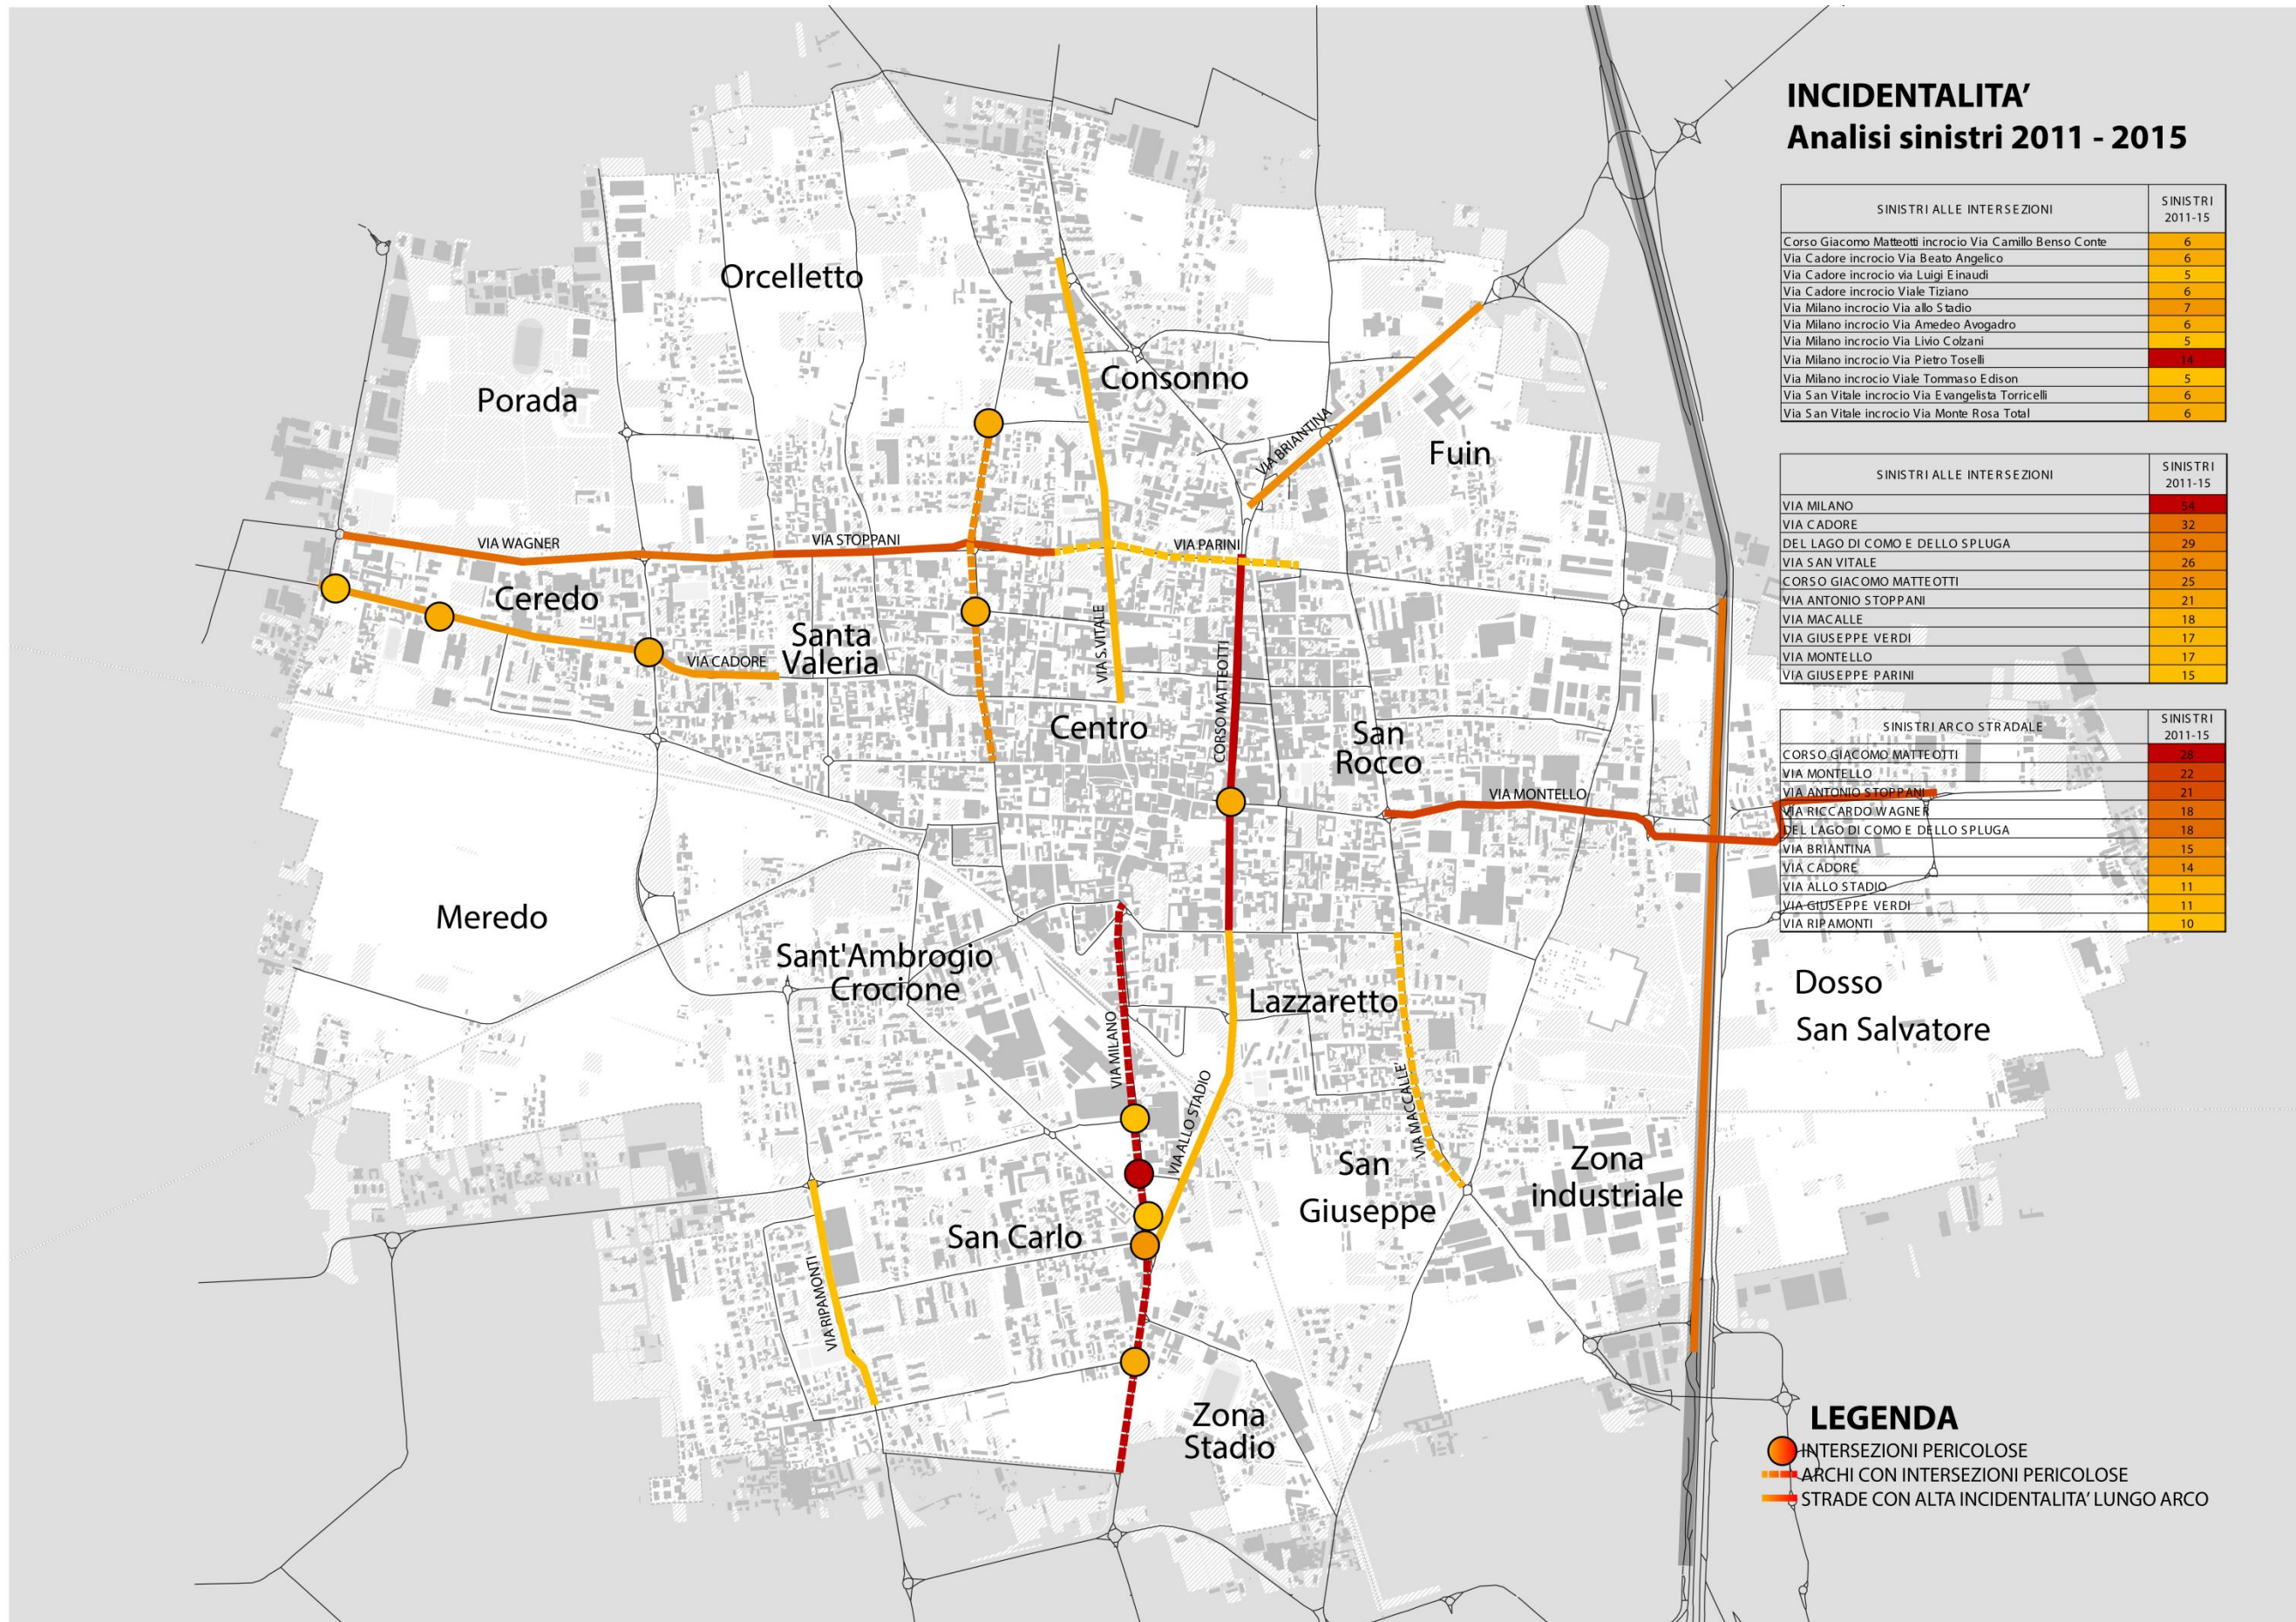 INCIDENTALITA'
Analisi sinistri 2011 - 2015
SINISTRI ALLE INTERSEZIONI SINISTRI 2011-15
Corso Giacomo Matteotti incrocio Via Camillo Benso Conte 6
Via Cadore incrocio Via Beato Angelico 6
Via Cadore incrocio via Luigi Einaudi 5
Via Cadore incrocio Viale Tiziano 6
Via Milano incrocio Via allo Stadio 7
Via Milano incrocio Via Amedeo Avogadro 6
Via Milano incrocio Via Livio Colzani 5
Via Milano incrocio Via Pietro Toselli 14
Via Milano incrocio Viale Tommaso Edison 5
Via San Vitale incrocio Via Evangelista Torricelli 6
Via San Vitale incrocio Via Monte Rosa Total 6
SINISTRI ALLE INTERSEZIONI SINISTRI 2011-15
VIA MILANO 54
VIA CADORE 32
DEL LAGO DI COMO E DELLO SPLUGA 29
VIA SAN VITALE 26
CORSO GIACOMO MATTEOTTI 25
VIA ANTONIO STOPPANI 21
VIA MACALLE 18
VIA GIUSEPPE VERDI 17
VIA MONTELLO 17
VIA GIUSEPPE PARINI 15
SINISTRI ARCO STRADALE SINISTRI 2011-15
CORSO GIACOMO MATTEOTTI 28
VIA MONTELLO 22
VIA ANTONIO STOPPANI 21
VIA RICCARDO WAGNER 18
DEL LAGO DI COMO E DELLO SPLUGA 18
VIA BRIANTINA 15
VIA CADORE 14
VIA ALLO STADIO 11
VIA GIUSEPPE VERDI 11
VIA RIPAMONTI 10
Orcelletto
Porada
Consonno
Fuin
VIA BRIANTINA
VIA WAGNER
VIA STOPPANI
VIA PARINI
Ceredo
Santa
Valeria
VIA CADORE
VIA S.VITALE
CORSO MATTEOTTI
Centro
San
Rocco
VIA MONTELLO
Meredo
Sant'Ambrogio
Crocione
Lazzaretto
Dosso
San Salvatore
VIA MILANO
VIA ALLO STADIO
VIA MACCALLE'
San
Giuseppe
Zona
industriale
San Carlo
VIA RIPAMONTI
Zona
Stadio
LEGENDA
INTERSEZIONI PERICOLOSE
ARCHI CON INTERSEZIONI PERICOLOSE
STRADE CON ALTA INCIDENTALITA' LUNGO ARCO